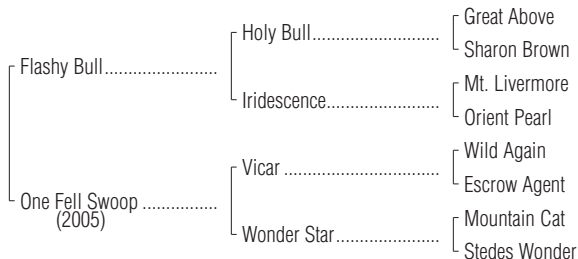 Great Above
Holy Bull
Sharon Brown
Flashy Bull
Mt. Livermore
Iridescence
Orient Pearl
Wild Again
Vicar
Escrow Agent
One Fell Swoop
(2005)
Mountain Cat
Wonder Star
Stedes Wonder